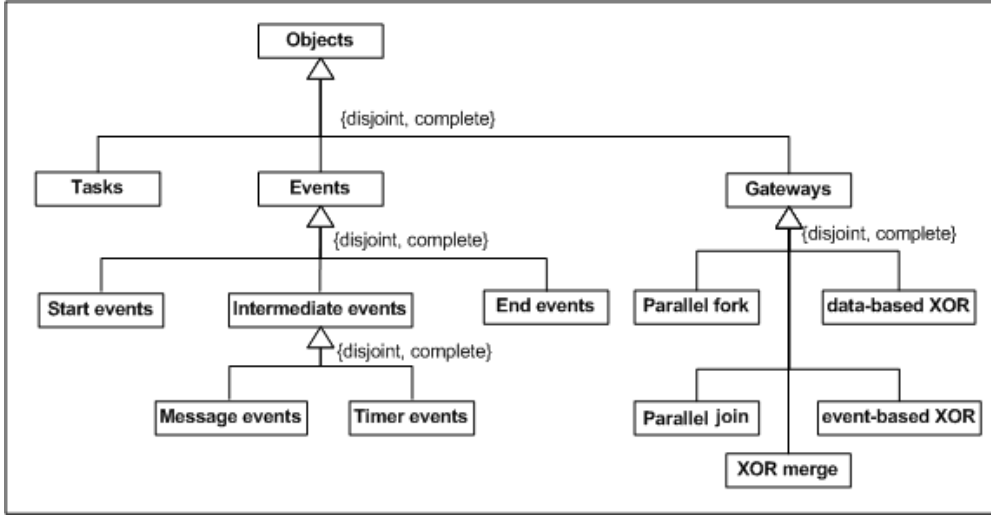 Objects
{disjoint, complete}
Tasks
Events
Gateways
{disjoint, complete}
{disjoint, complete}
Start events
Intermediate events
End events
Parallel fork
data-based XOR
{disjoint, complete}
Message events
Timer events
Parallel join
event-based XOR
XOR merge